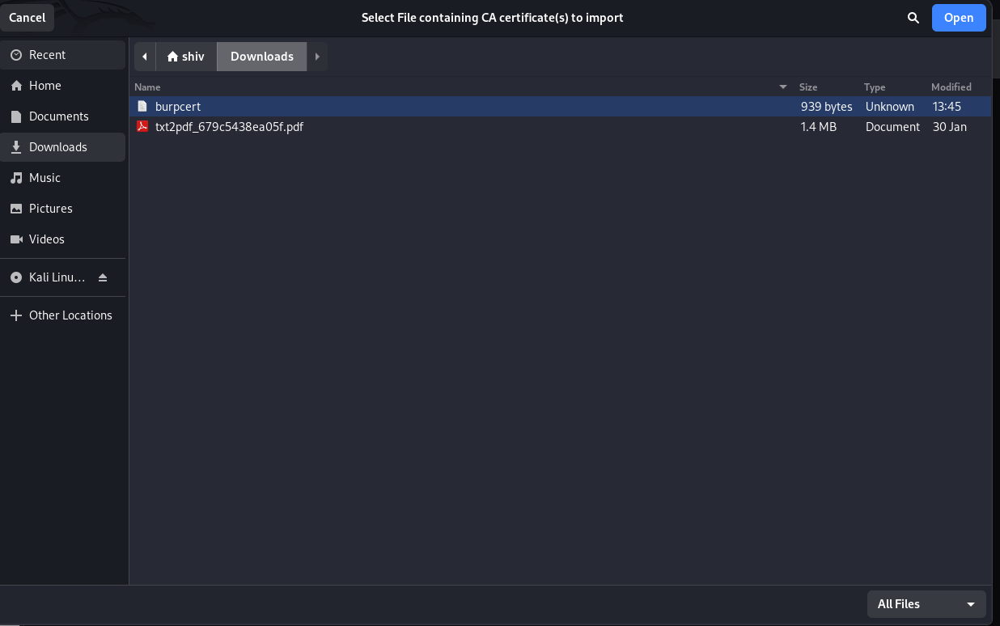 Cancel
Select File containing CA certificate(s) to import
Open
Recent
Home
Documents
Downloads
Music
Pictures
Videos
Kali Linu...
Other Locations
shiv
Downloads
Name Size Type Modified
burpcert 939 bytes Unknown 13:45
txt2pdf_679c5438ea05f.pdf 1.4 MB Document 30 Jan
All Files